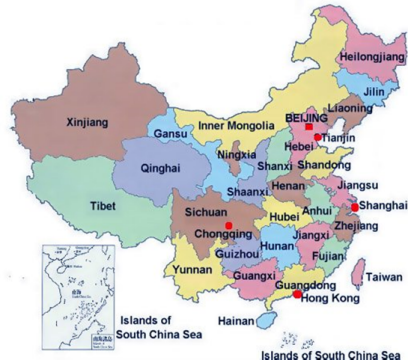 Heilongjiang
Jilin
Liaoning
Inner Mongolia
BEIJING
Tianjin
Hebei
Xinjiang
Gansu
Ningxia
Shanxi
Shandong
Qinghai
Shaanxi
Henan
Jiangsu
Shanghai
Anhui
Tibet
Sichuan
Hubei
Chongqing
Zhejiang
Hunan
Jiangxi
Guizhou
Fujian
Yunnan
Guangxi
Guangdong
Taiwan
Hong Kong
Hainan
Islands of
South China Sea
Islands of South China Sea